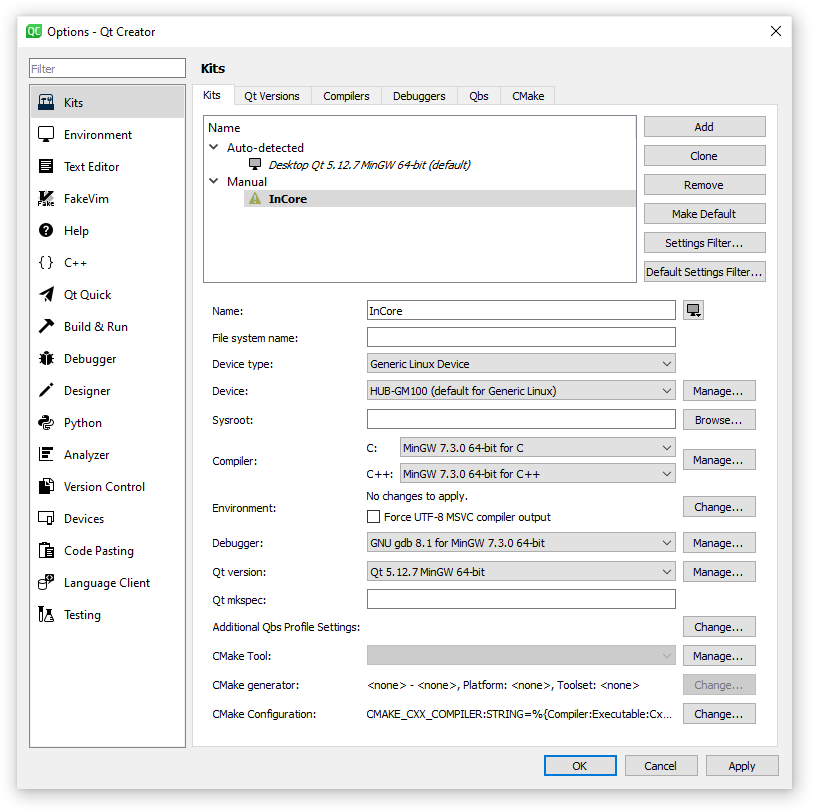 QC Options - Qt Creator
Filter
Kits
Kits
Environment
Text Editor
Fake FakeVim
Help
{ } C++
Qt Quick
Build & Run
Debugger
Designer
Python
Analyzer
Version Control
Devices
Code Pasting
Language Client
Testing
Kits Qt Versions Compilers Debuggers Qbs CMake
Name
Auto-detected
Desktop Qt 5.12.7 MinGW 64-bit (default)
Manual
InCore
Add
Clone
Remove
Make Default
Settings Filter...
Default Settings Filter...
Name: InCore
File system name:
Device type: Generic Linux Device
Device: HUB-GM100 (default for Generic Linux) Manage...
Sysroot: Browse...
Compiler: C: MinGW 7.3.0 64-bit for C
C++: MinGW 7.3.0 64-bit for C++ Manage...
Environment: No changes to apply.
Force UTF-8 MSVC compiler output Change...
Debugger: GNU gdb 8.1 for MinGW 7.3.0 64-bit Manage...
Qt version: Qt 5.12.7 MinGW 64-bit Manage...
Qt mkspec:
Additional Qbs Profile Settings: Change...
CMake Tool: Manage...
CMake generator: <none> - <none>, Platform: <none>, Toolset: <none> Change...
CMake Configuration: CMAKE_CXX_COMPILER:STRING=%{Compiler:Executable:Cx... Change...
OK Cancel Apply